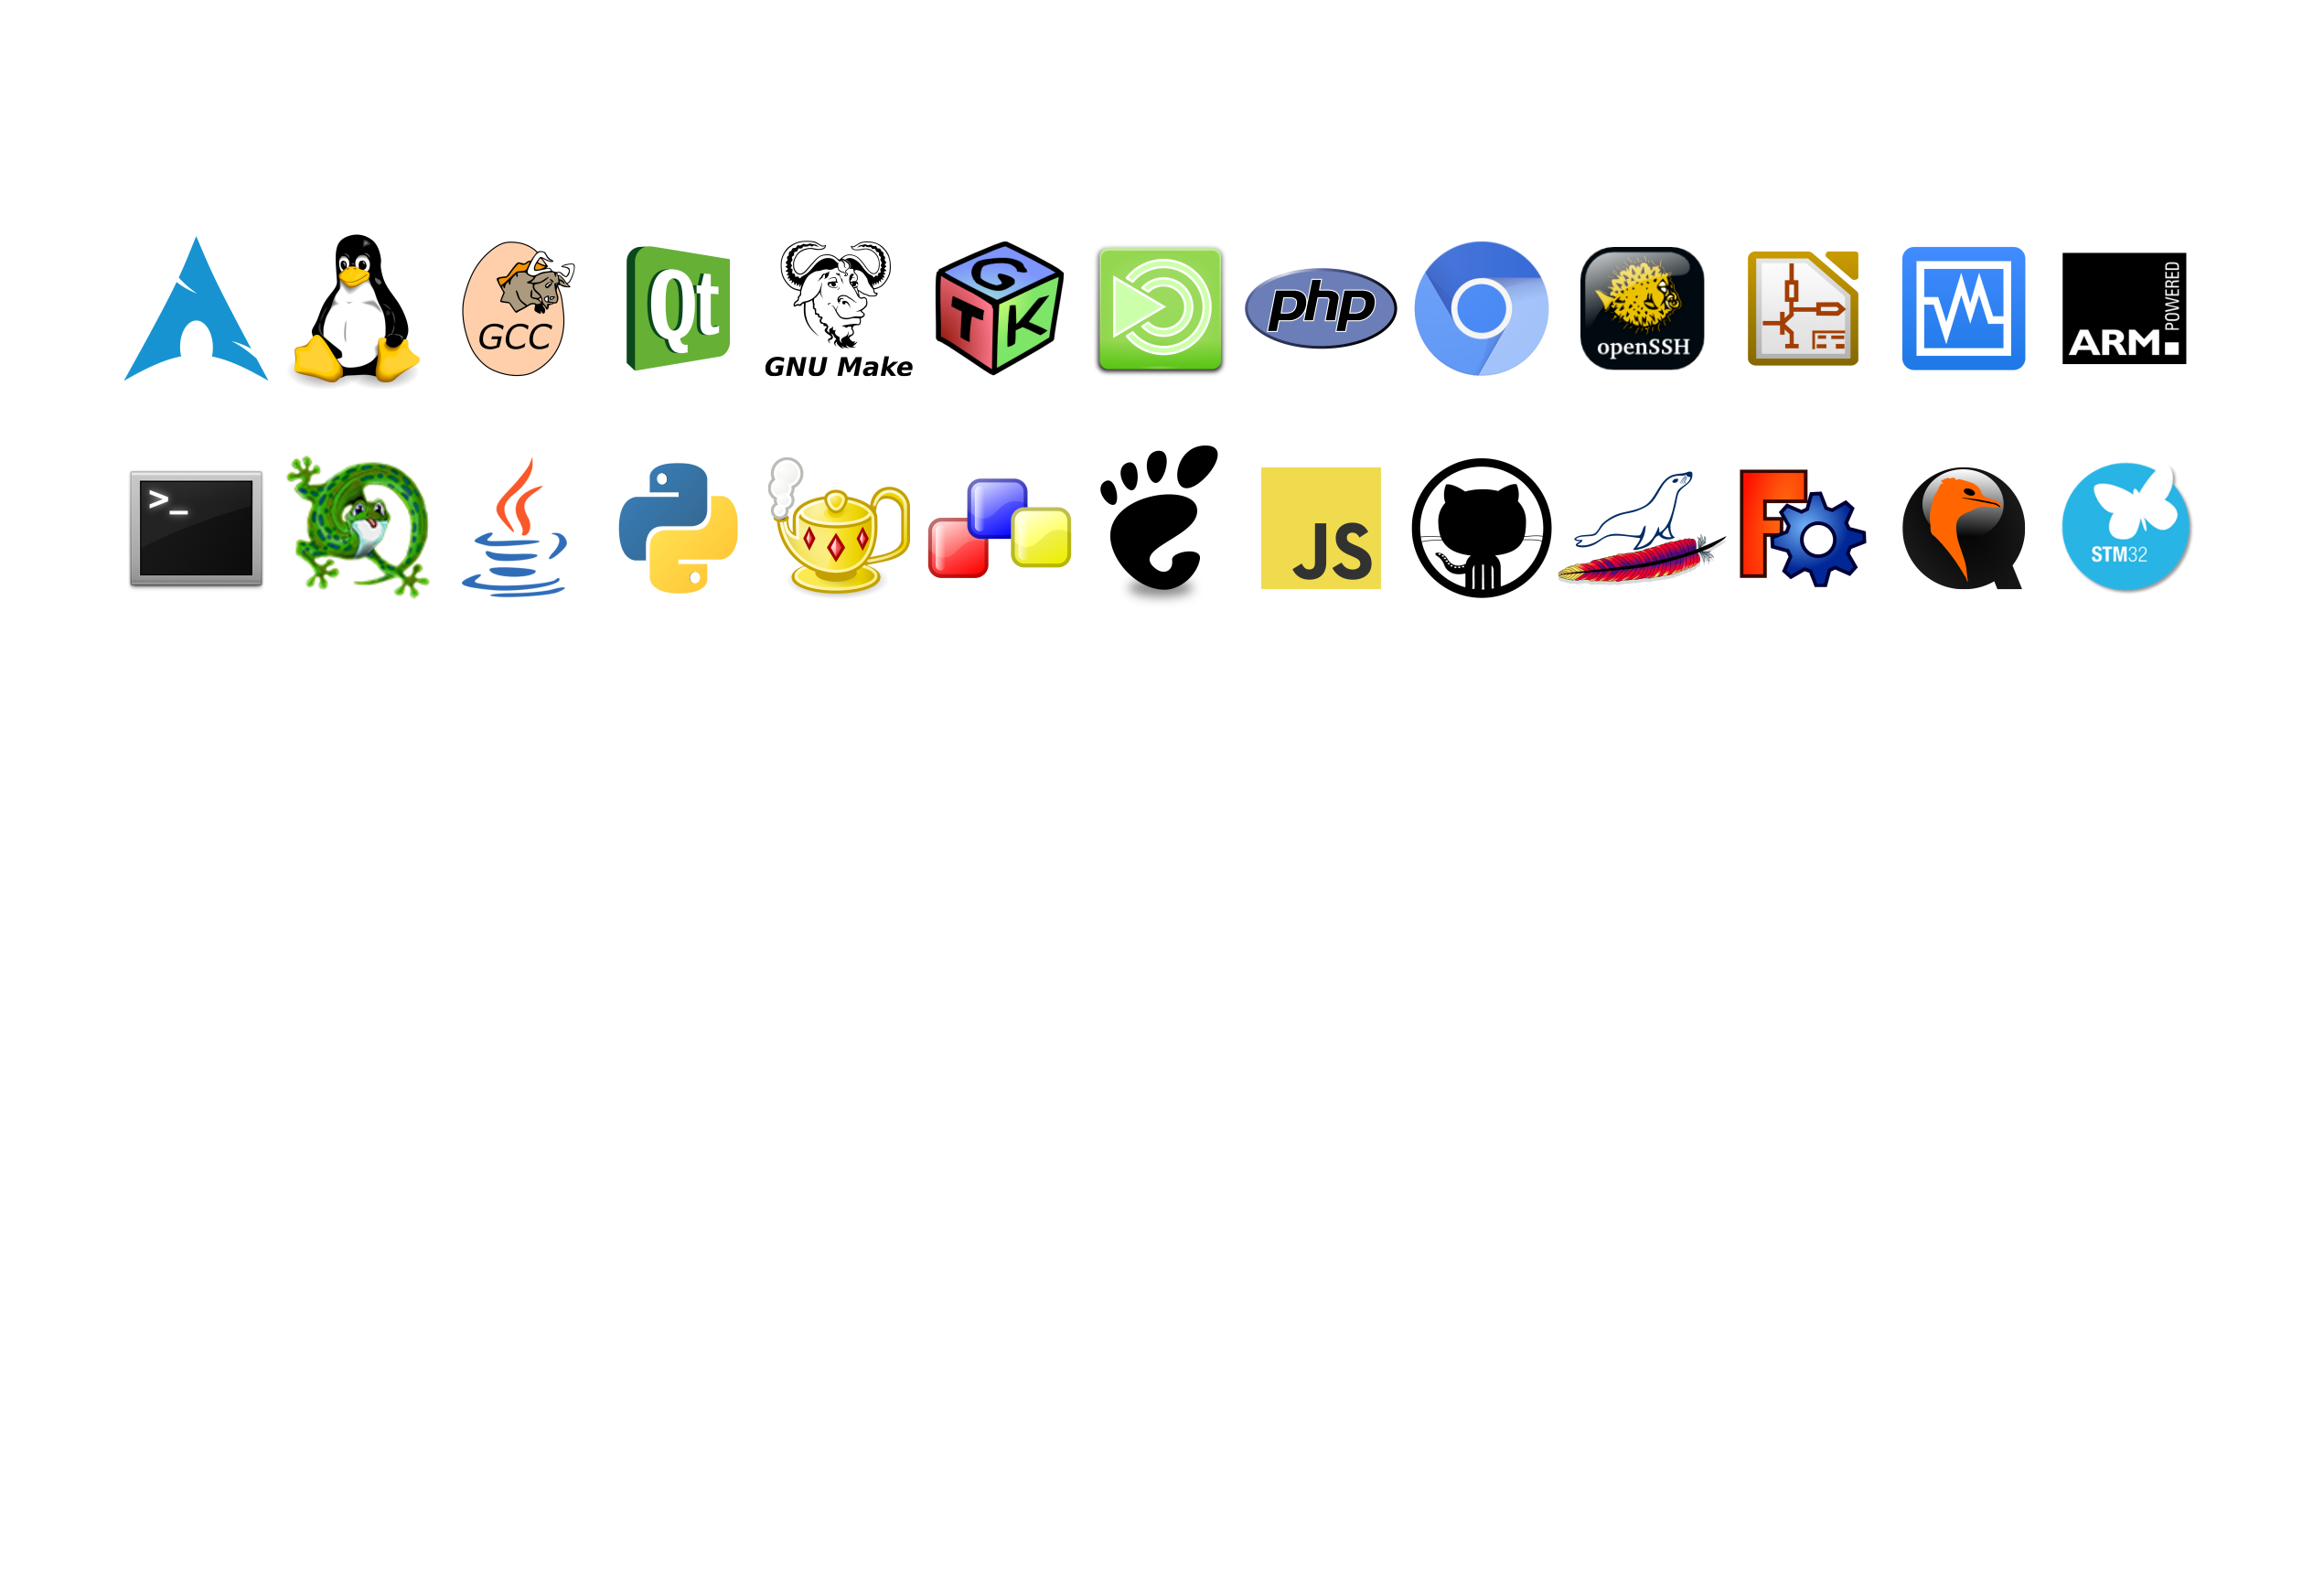 GCC
Qt
GNU Make
G
T
K
php
openSSH
ARM
POWERED
>_
JS
F
STM32